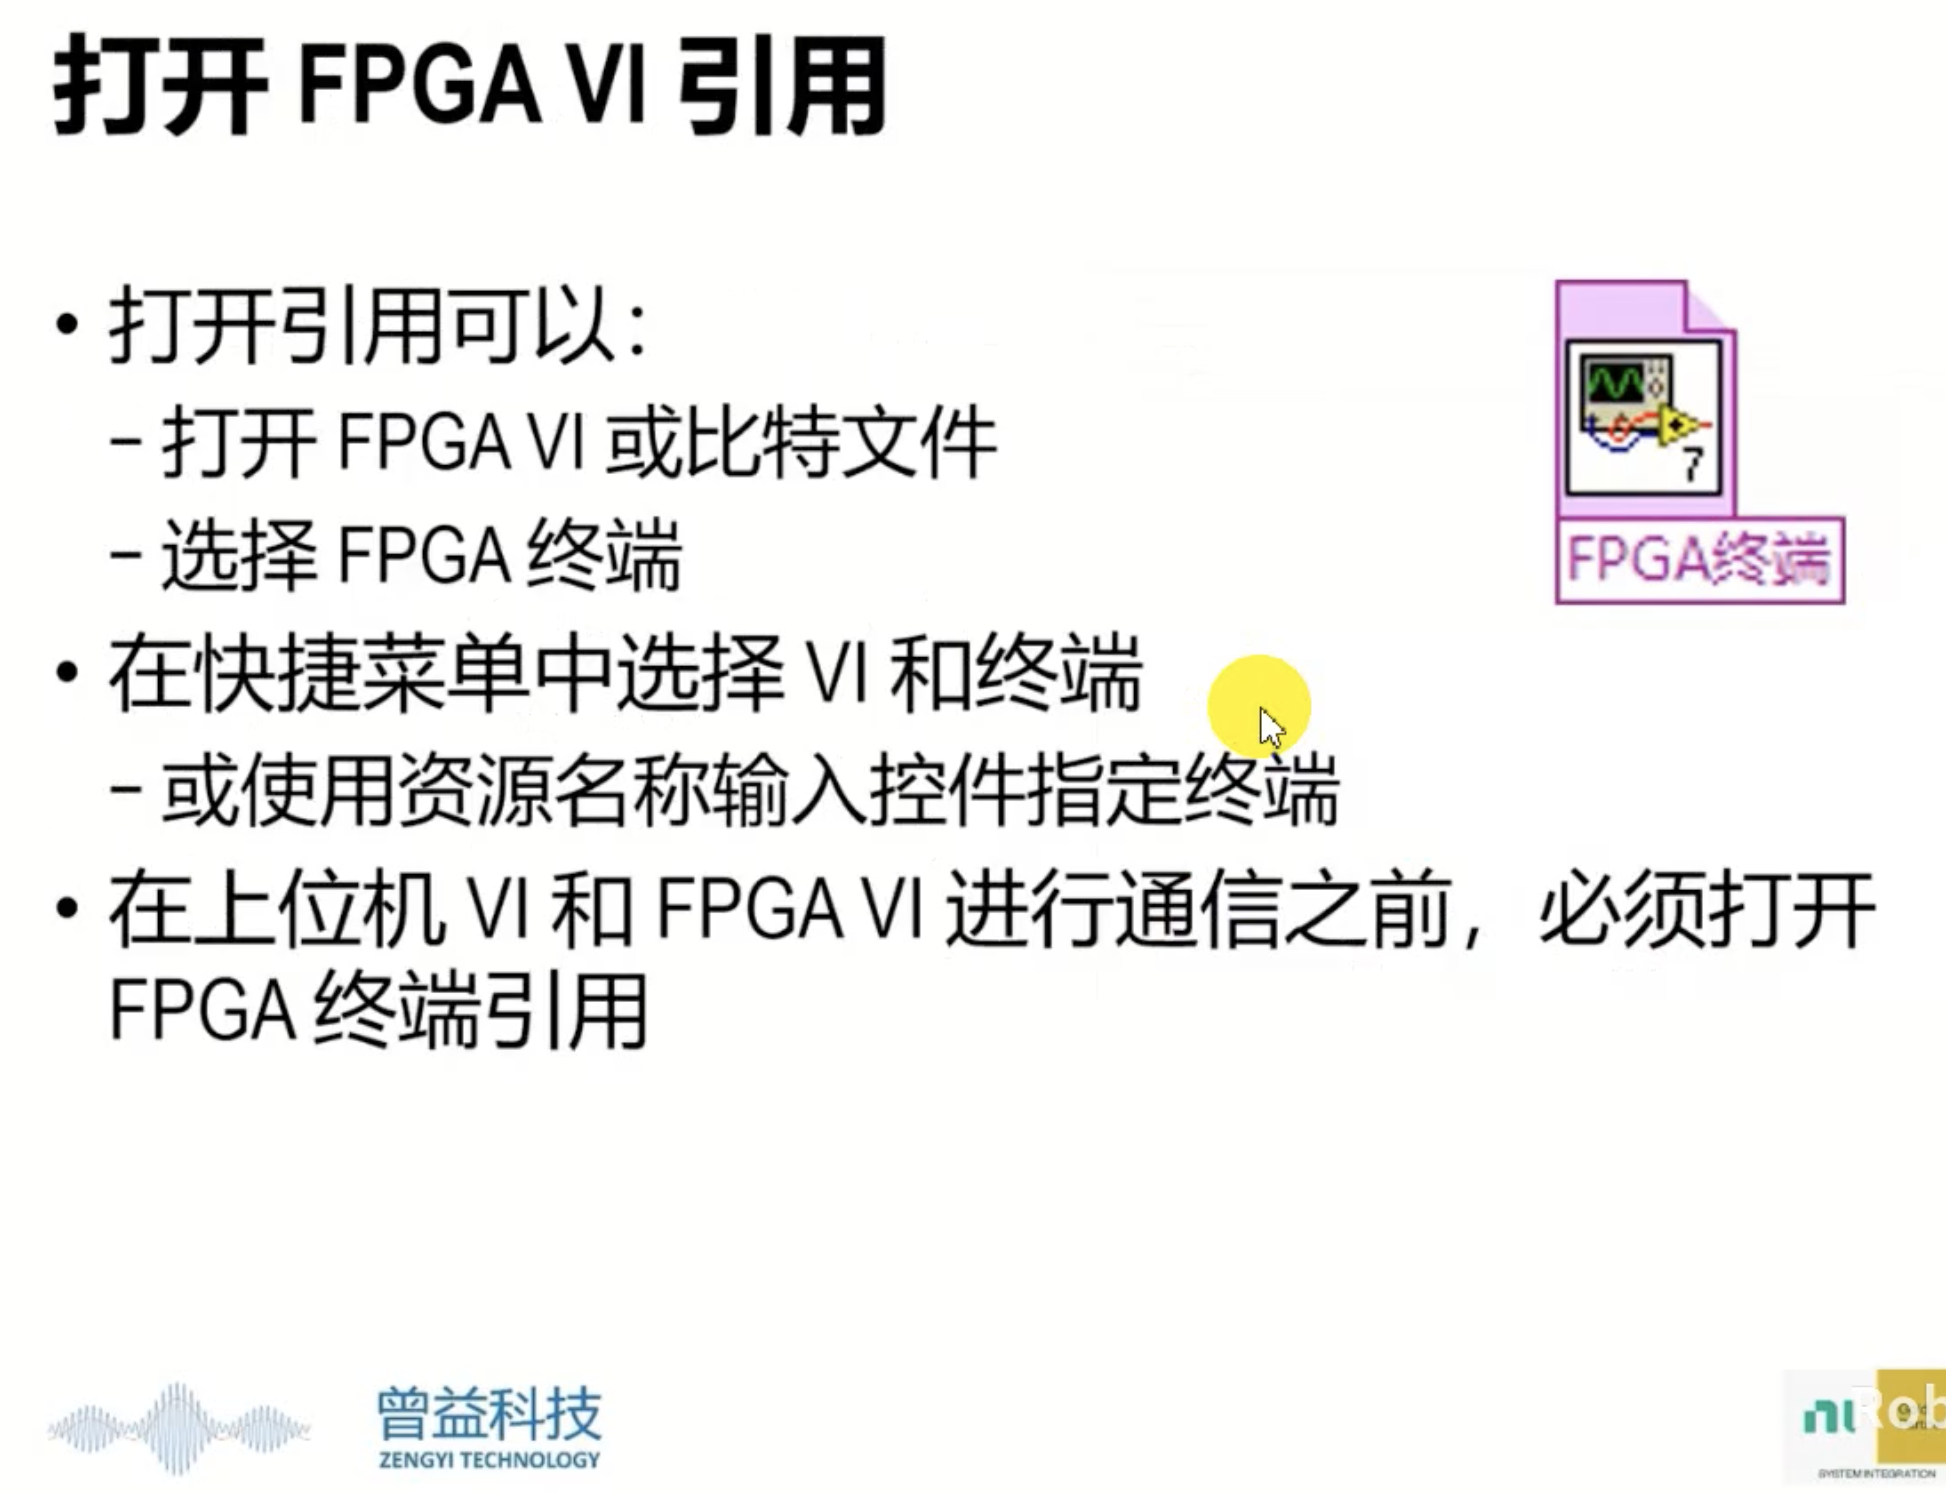 打开 FPGA VI 引用
• 打开引用可以：
– 打开 FPGA VI 或比特文件
– 选择 FPGA 终端
7
FPGA终端
• 在快捷菜单中选择 VI 和终端
– 或使用资源名称输入控件指定终端
• 在上位机 VI 和 FPGA VI 进行通信之前，必须打开
FPGA 终端引用
曾益科技
ZENGYI TECHNOLOGY
ni
Rob
SYSTEM INTEGRATION